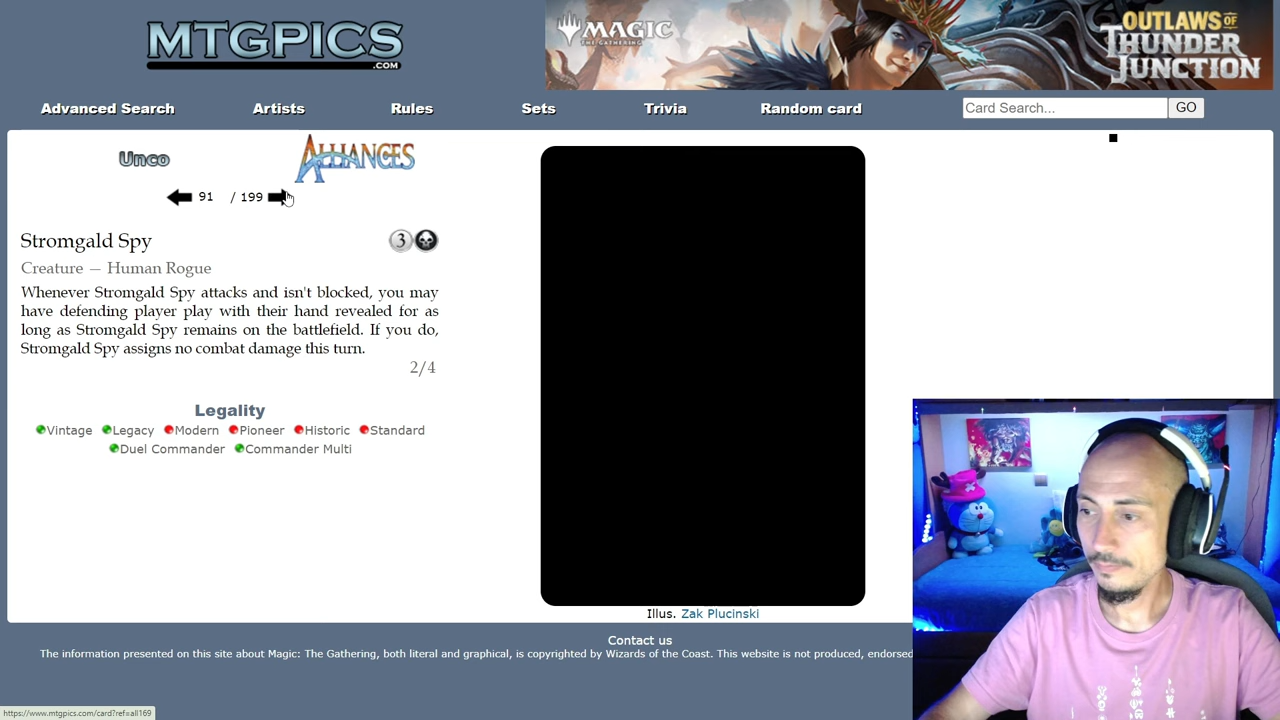 MTGPICS
.COM
MAGIC
THE GATHERING
OUTLAWS OF
THUNDER
JUNCTION
Advanced Search Artists Rules Sets Trivia Random card Card Search... GO
Unco ALLIANCES
91 / 199
Stromgald Spy 3
Creature — Human Rogue
Whenever Stromgald Spy attacks and isn't blocked, you may
have defending player play with their hand revealed for as
long as Stromgald Spy remains on the battlefield. If you do,
Stromgald Spy assigns no combat damage this turn.
2/4
Legality
Vintage Legacy Modern Pioneer Historic Standard
Duel Commander Commander Multi
Illus. Zak Plucinski
Contact us
The information presented on this site about Magic: The Gathering, both literal and graphical, is copyrighted by Wizards of the Coast. This website is not produced, endorsed
https://www.mtgpics.com/card?ref=all169